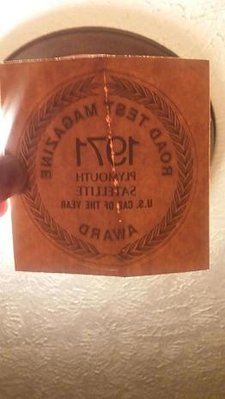 ROAD TEST MAGAZINE
1971
PLYMOUTH
SATELLITE
U.S. CAR OF THE YEAR
AWARD